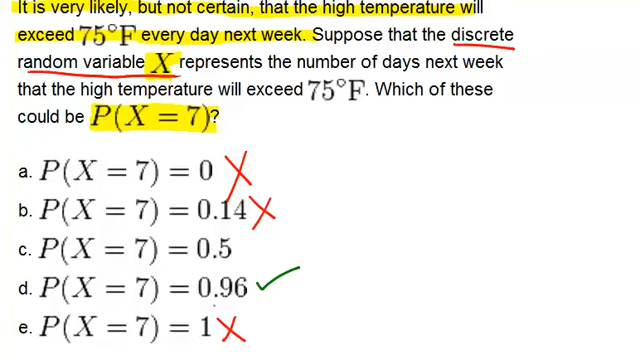 It is very likely, but not certain, that the high temperature will
exceed 75°F every day next week. Suppose that the discrete
random variable X represents the number of days next week
that the high temperature will exceed 75°F. Which of these
could be P(X = 7)?
a. P(X = 7) = 0
b. P(X = 7) = 0.14
c. P(X = 7) = 0.5
d. P(X = 7) = 0.96
e. P(X = 7) = 1